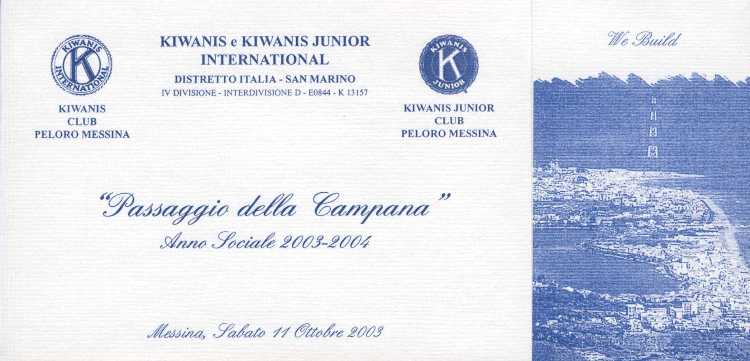 KIWANIS e KIWANIS JUNIOR
INTERNATIONAL
DISTRETTO ITALIA - SAN MARINO
IV DIVISIONE - INTERDIVISIONE D - E0844 - K 13157
KIWANIS
K
INTERNATIONAL
KIWANIS
CLUB
PELORO MESSINA
KIWANIS
K
JUNIOR
KIWANIS JUNIOR
CLUB
PELORO MESSINA
"Passaggio della Campana"
Anno Sociale 2003-2004
Messina, Sabato 11 Ottobre 2003
We Build